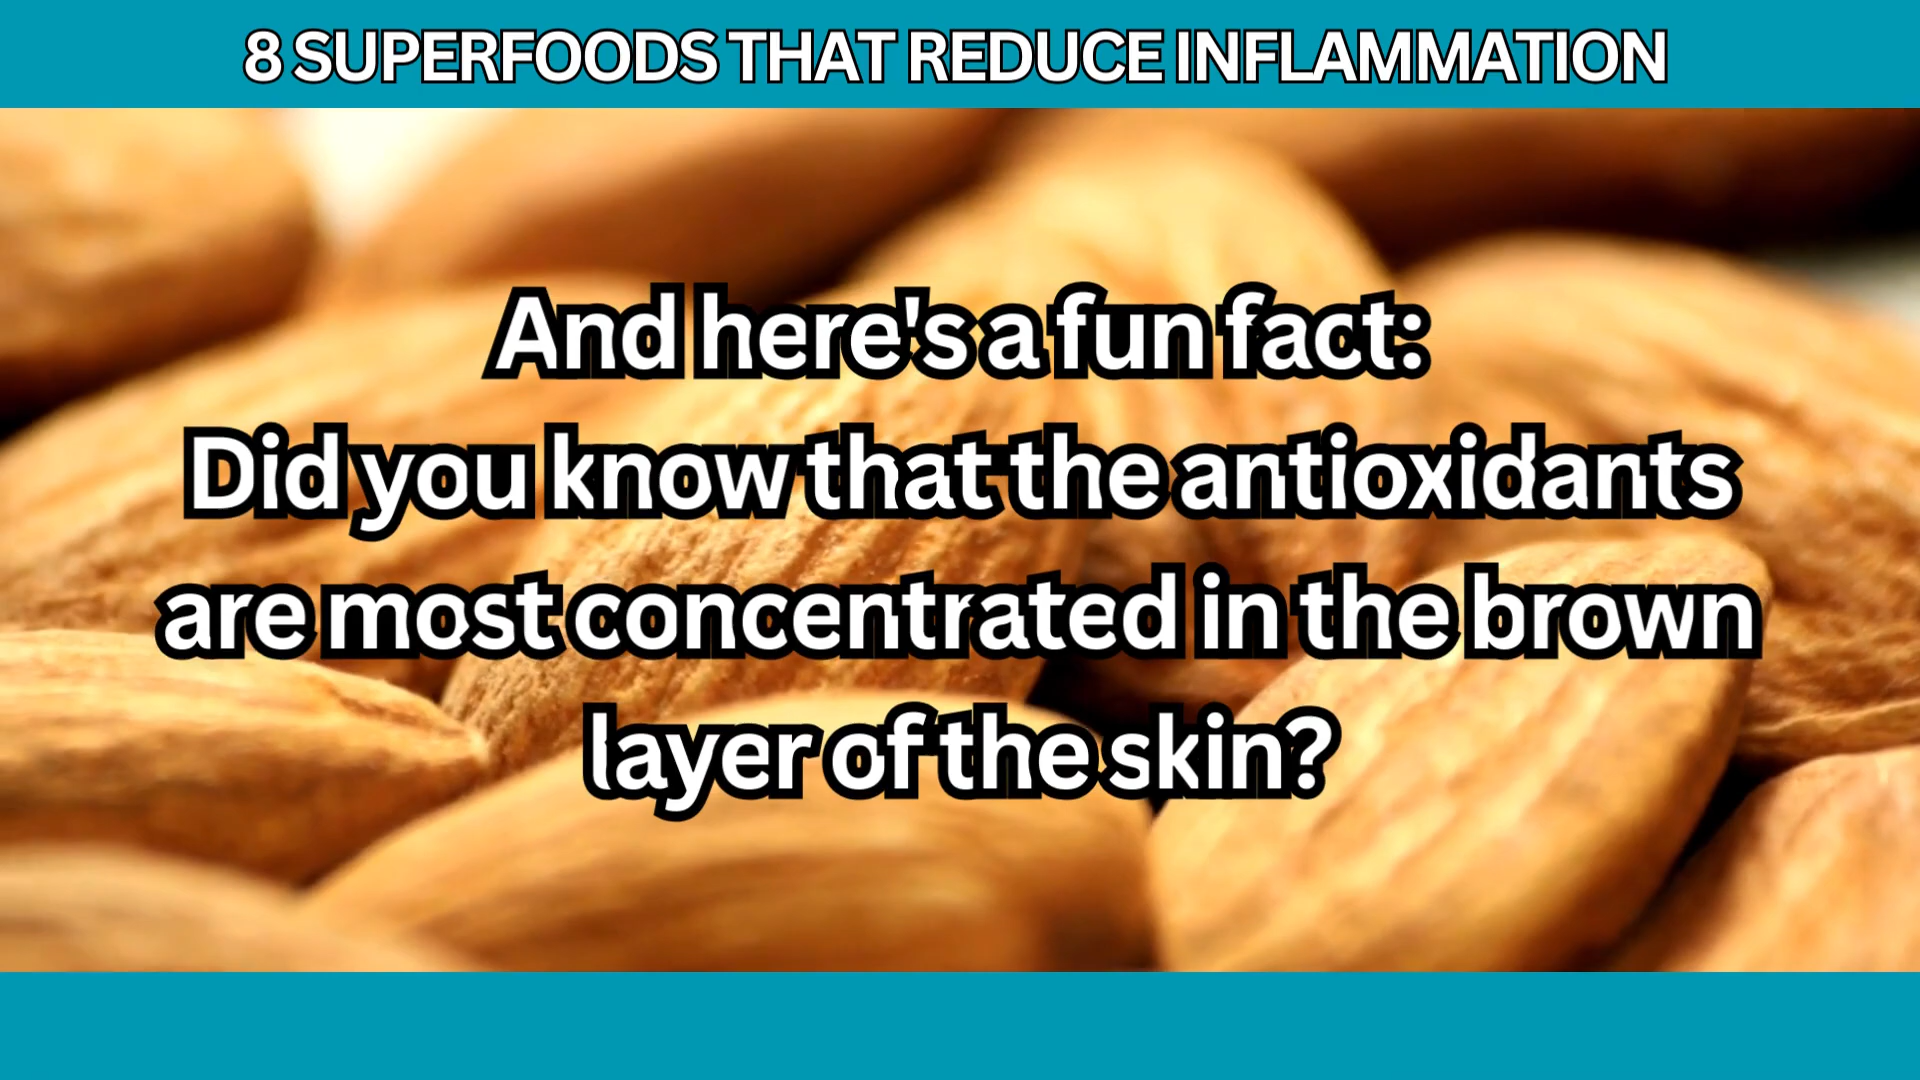 8 SUPERFOODS THAT REDUCE INFLAMMATION
And here's a fun fact:
Did you know that the antioxidants
are most concentrated in the brown
layer of the skin?